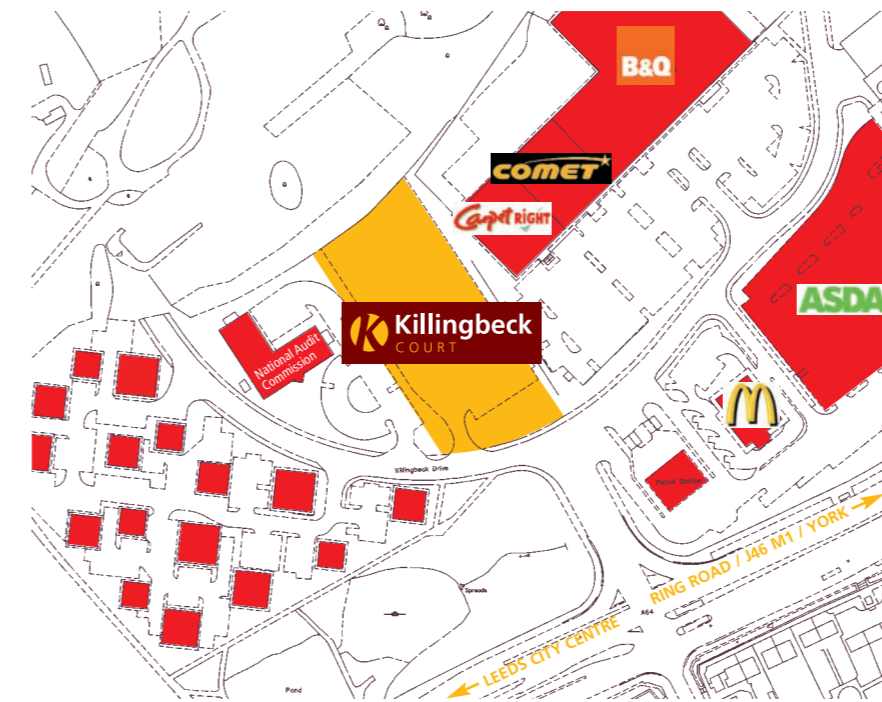 B&Q
COMET
Carpet RIGHT
ASDA
Killingbeck
COURT
National Audit
Commission
M
Killingbeck Drive
Petrol Station
RING ROAD / J46 M1 / YORK
A64
LEEDS CITY CENTRE
Spreads
Pond